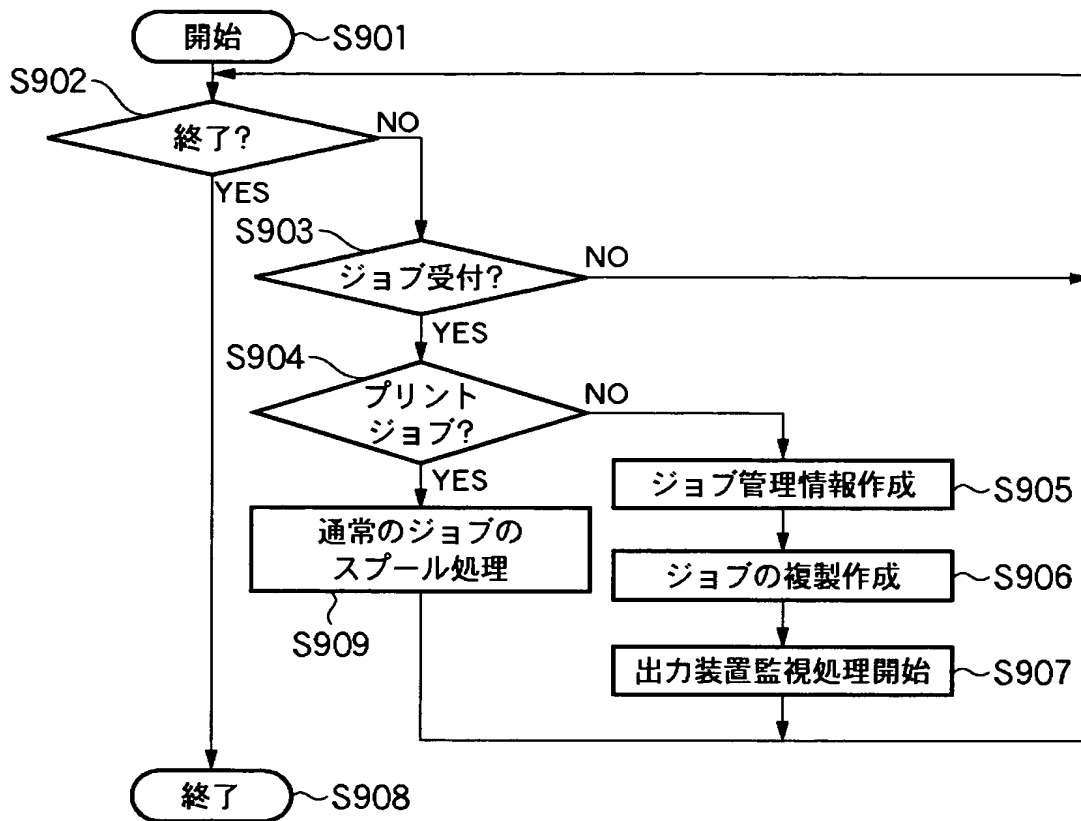 開始
S901
S902
終了?
NO
YES
S903
ジョブ受付?
NO
YES
S904
プリント
ジョブ?
NO
YES
ジョブ管理情報作成
S905
通常のジョブの
スプール処理
S909
ジョブの複製作成
S906
出力装置監視処理開始
S907
終了
S908